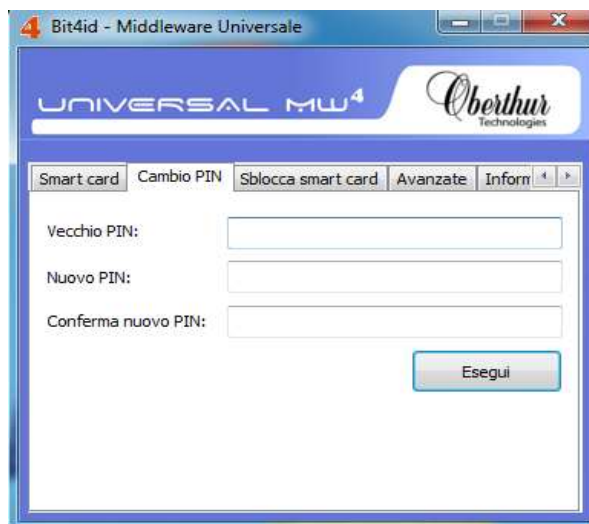 4 Bit4id - Middleware Universale
UNIVERSAL MW4
Oberthur
Technologies
Smart card Cambio PIN Sblocca smart card Avanzate Inform
Vecchio PIN:
Nuovo PIN:
Conferma nuovo PIN:
Esegui